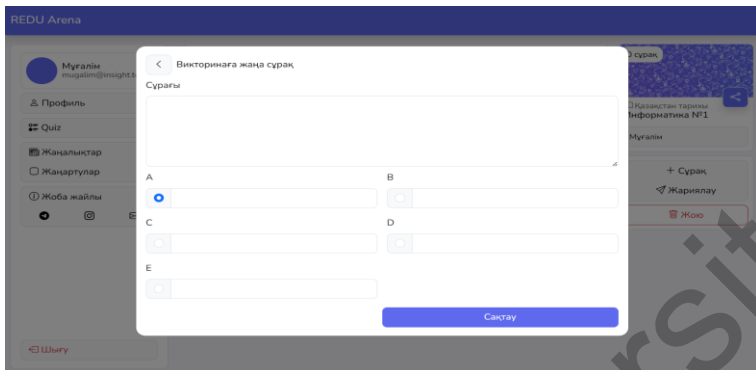 REDU Arena
Мұғалім
mugalim@insight.t
Профиль
Quiz
Жаңалықтар
Жаңартулар
Жоба жайлы
Шығу
Викторинаға жаңа сұрақ
Сұрағы
A
B
C
D
E
Сақтау
сұрақ
Қазақстан тарихы
Информатика №1
Мұғалім
+ Сұрақ
Жариялау
Жою